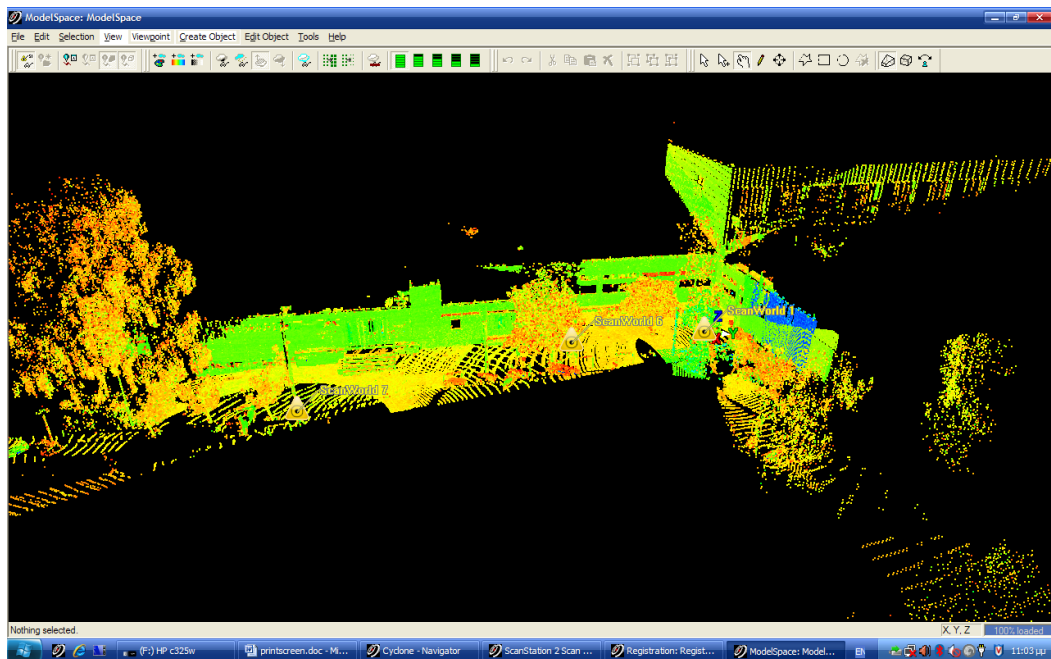 ModelSpace: ModelSpace
File Edit Selection View Viewpoint Create Object Edit Object Tools Help
ScanWorld 1
Z
ScanWorld 6
ScanWorld 7
Nothing selected.
X, Y, Z 100% loaded
(F:) HP c325w printscreen.doc - Mi... Cyclone - Navigator ScanStation 2 Scan ... Registration: Regist... ModelSpace: Model... 11:03 μμ